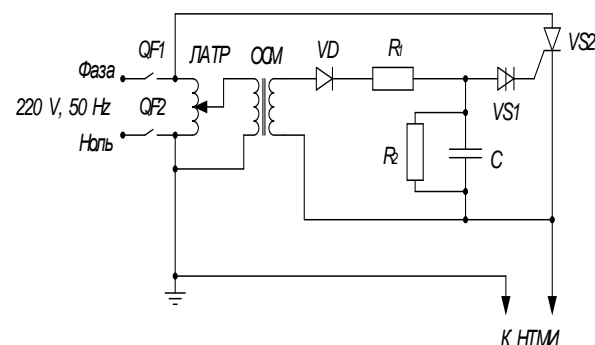 QF1 ЛАТР ОСМ VD R1 VS2
Фаза
220 V, 50 Hz QF2 VS1
Ноль R2 C
К НТМИ